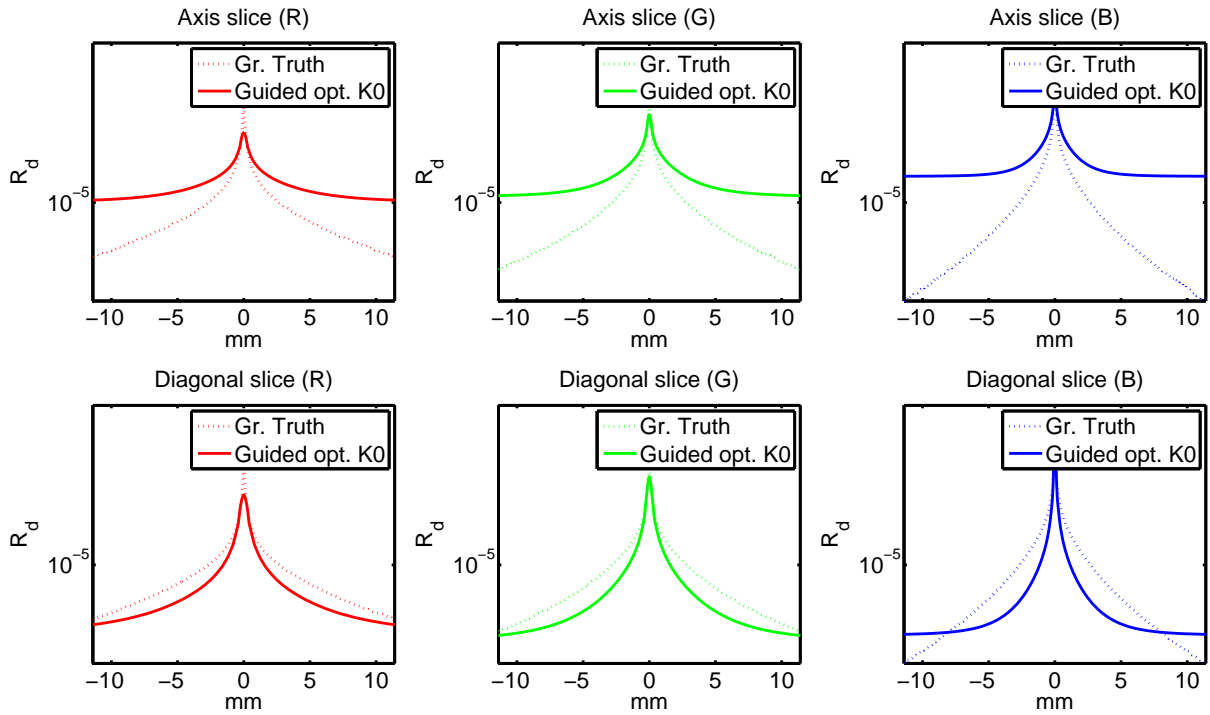 Axis slice (R)
Gr. Truth
Guided opt. K0
R_d
10^−5
−10 −5 0 5 10
mm
Axis slice (G)
Gr. Truth
Guided opt. K0
R_d
10^−5
−10 −5 0 5 10
mm
Axis slice (B)
Gr. Truth
Guided opt. K0
R_d
10^−5
−10 −5 0 5 10
mm
Diagonal slice (R)
Gr. Truth
Guided opt. K0
R_d
10^−5
−10 −5 0 5 10
mm
Diagonal slice (G)
Gr. Truth
Guided opt. K0
R_d
10^−5
−10 −5 0 5 10
mm
Diagonal slice (B)
Gr. Truth
Guided opt. K0
R_d
10^−5
−10 −5 0 5 10
mm